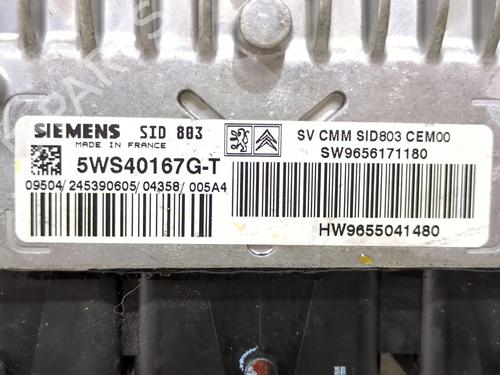 SIEMENS SID 803
MADE IN FRANCE
5WS40167G-T
09504/245390605/04358/005A4
SV CMM SID803 CEM00
SW9656171180
HW9655041480